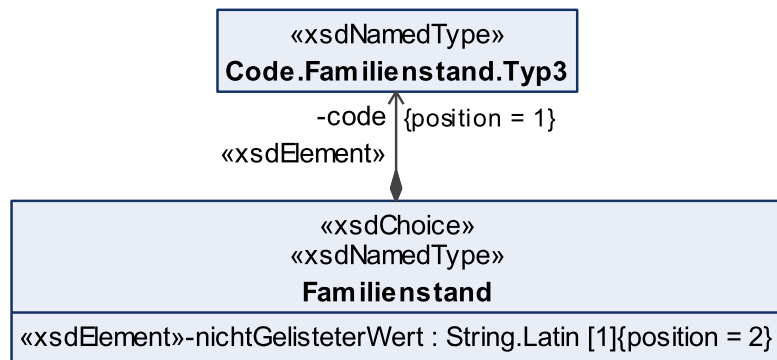 «xsdNamedType»
Code.Familienstand.Typ3
-code {position = 1}
«xsdElement»
«xsdChoice»
«xsdNamedType»
Familienstand
«xsdElement»-nichtGelisteterWert : String.Latin [1]{position = 2}